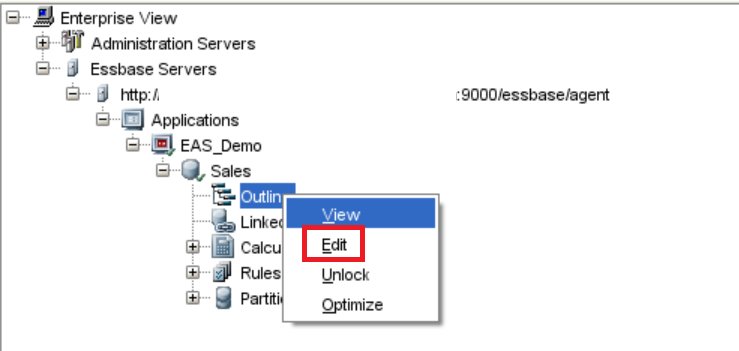 Enterprise View
Administration Servers
Essbase Servers
http:/ :9000/essbase/agent
Applications
EAS_Demo
Sales
Outlin
View
Linke
Edit
Calcu
Rules
Unlock
Partiti
Optimize